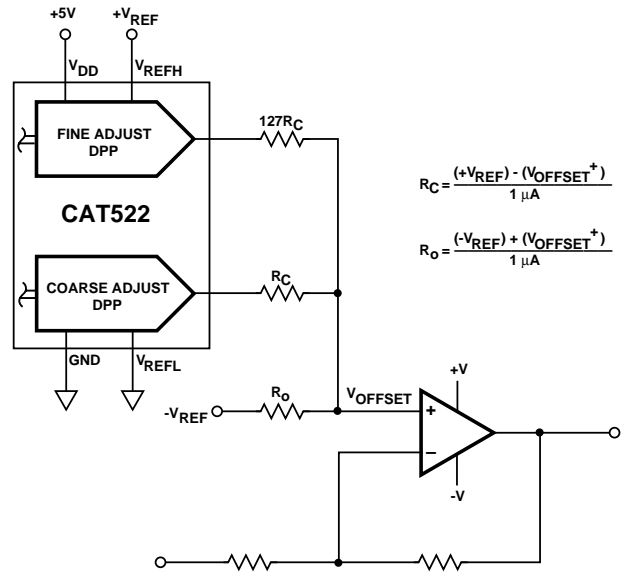 +5V
+VREF
VDD
VREFH
FINE ADJUST
DPP
127RC
CAT522
RC = (+VREF) - (VOFFSET+) / 1 µA
Ro = (-VREF) + (VOFFSET+) / 1 µA
COARSE ADJUST
DPP
RC
GND
VREFL
-VREF
Ro
VOFFSET
+V
+
–
-V